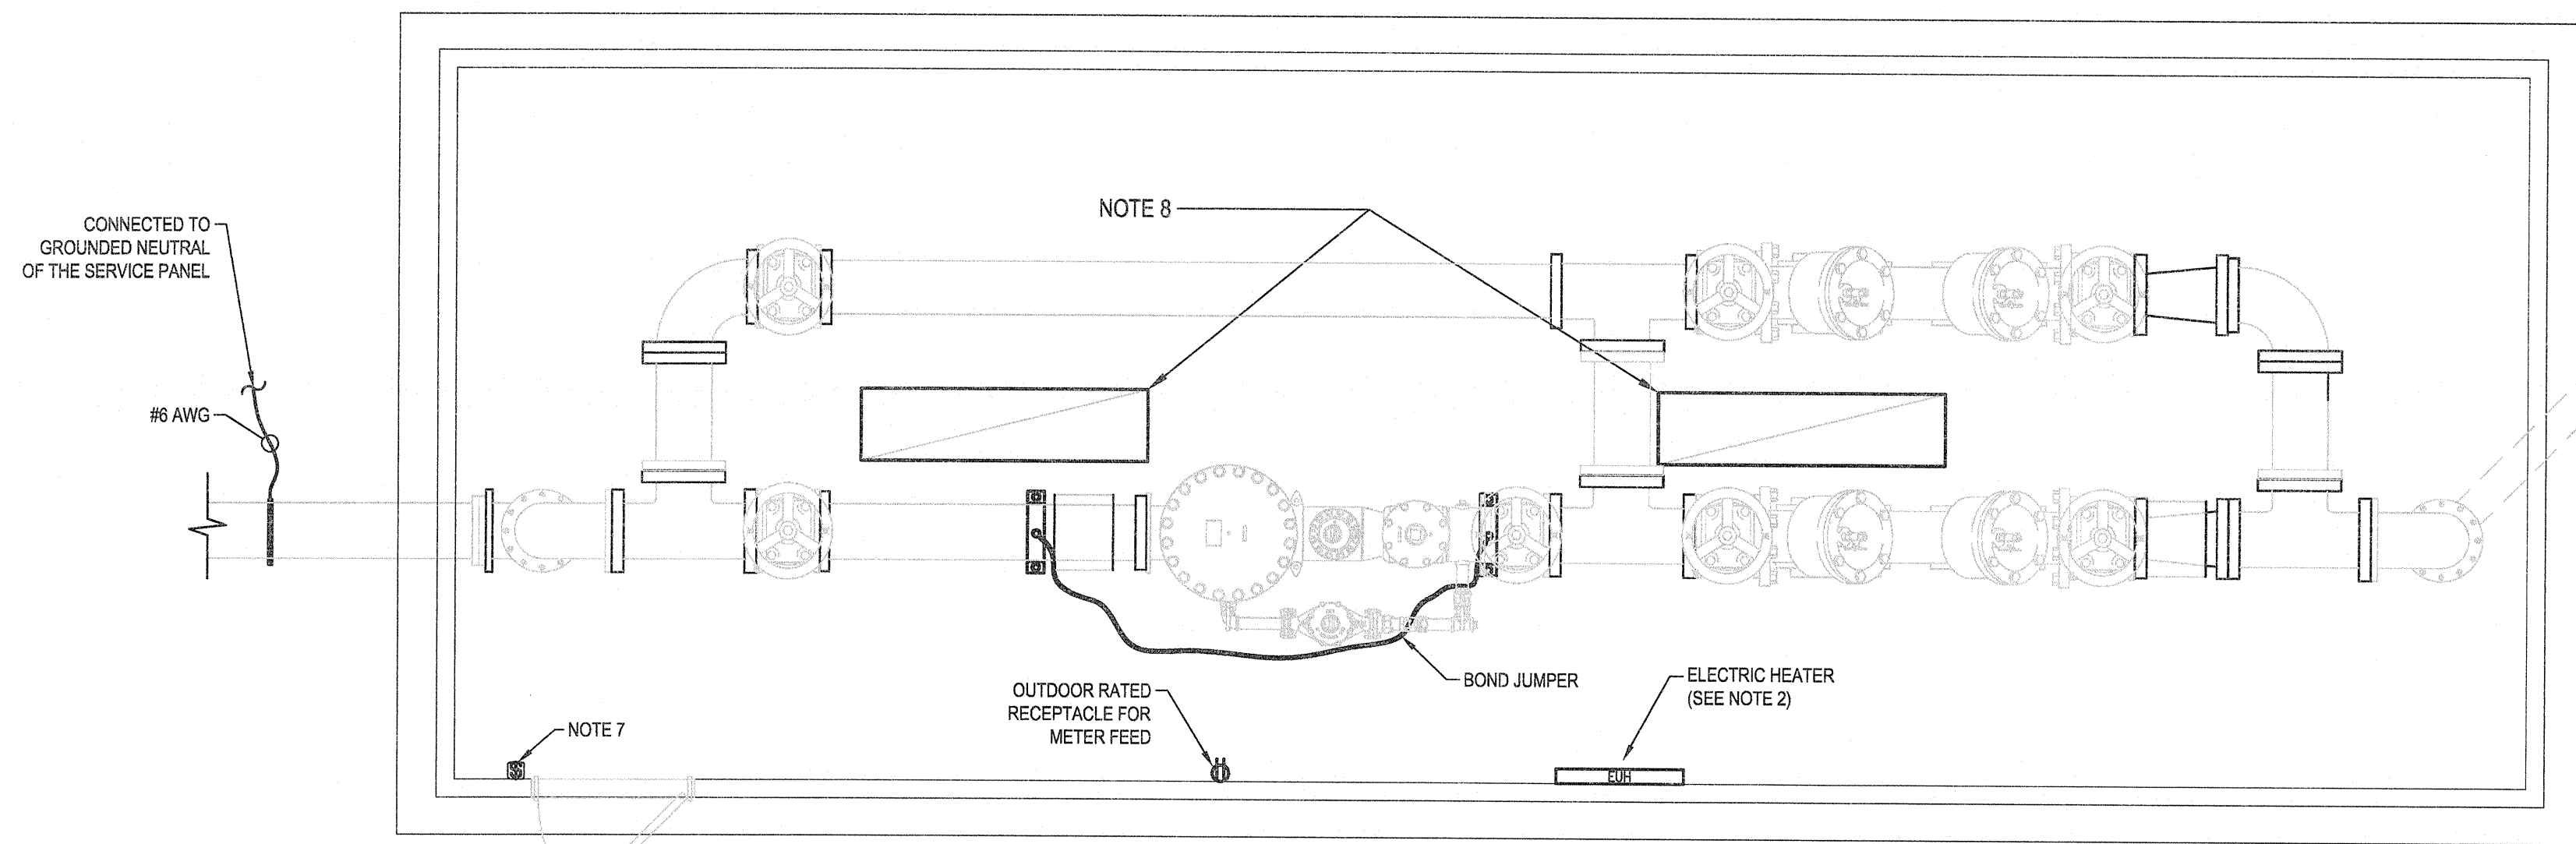 CONNECTED TO
GROUNDED NEUTRAL
OF THE SERVICE PANEL
#6 AWG
NOTE 8
NOTE 7
OUTDOOR RATED
RECEPTACLE FOR
METER FEED
BOND JUMPER
ELECTRIC HEATER
(SEE NOTE 2)
EUH